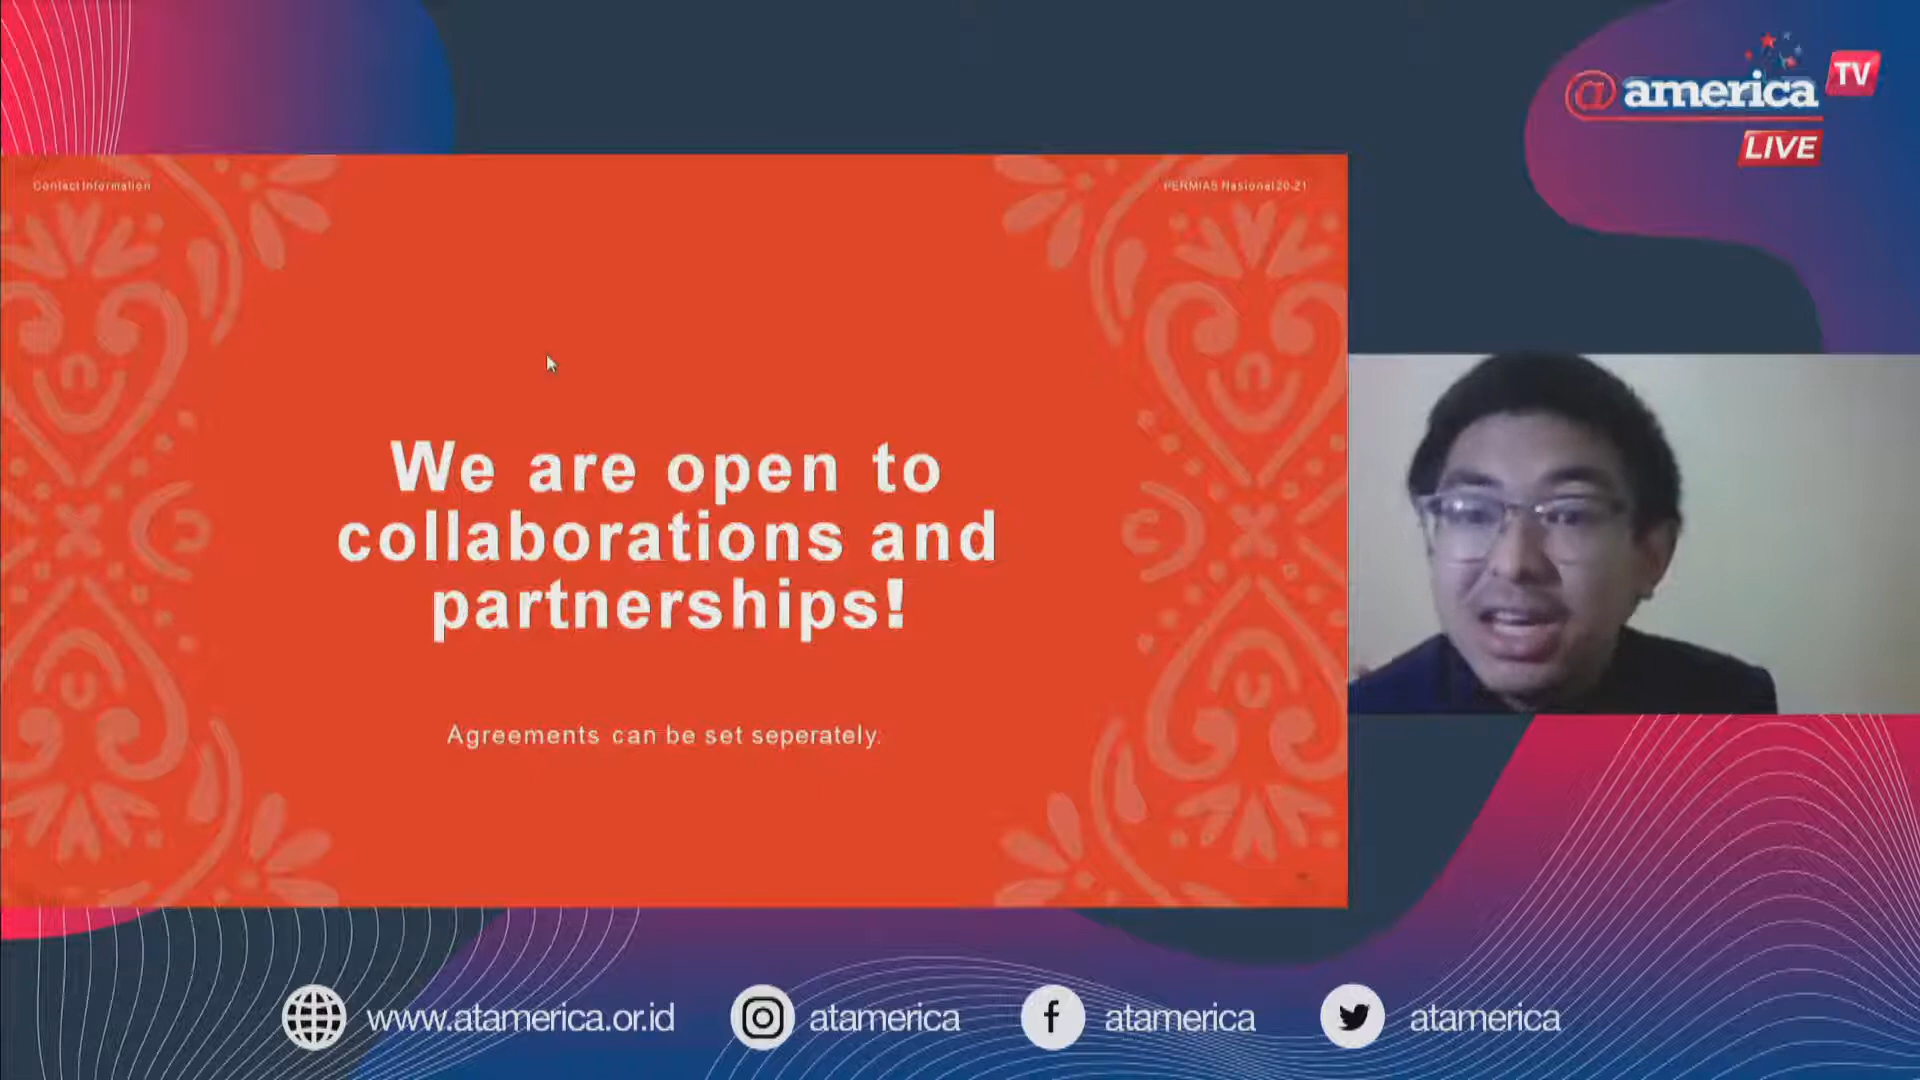 @america TV
LIVE
Contact Information
PERMIAS Nasional 20-21
We are open to
collaborations and
partnerships!
Agreements can be set seperately.
www.atamerica.or.id
atamerica
atamerica
atamerica